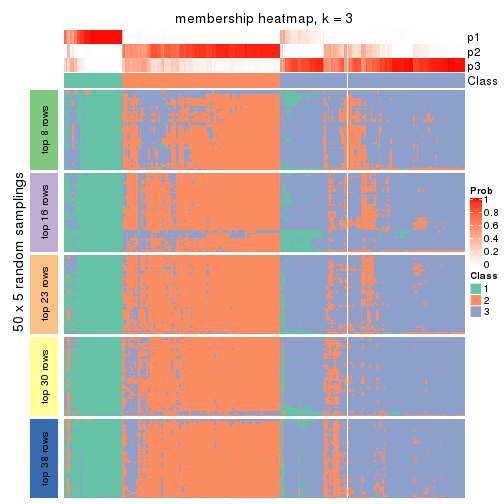 membership heatmap, k = 3
p1
p2
p3
Class
50 x 5 random samplings
top 8 rows
top 16 rows
top 23 rows
top 30 rows
top 38 rows
Prob
1
0.8
0.6
0.4
0.2
0
Class
1
2
3